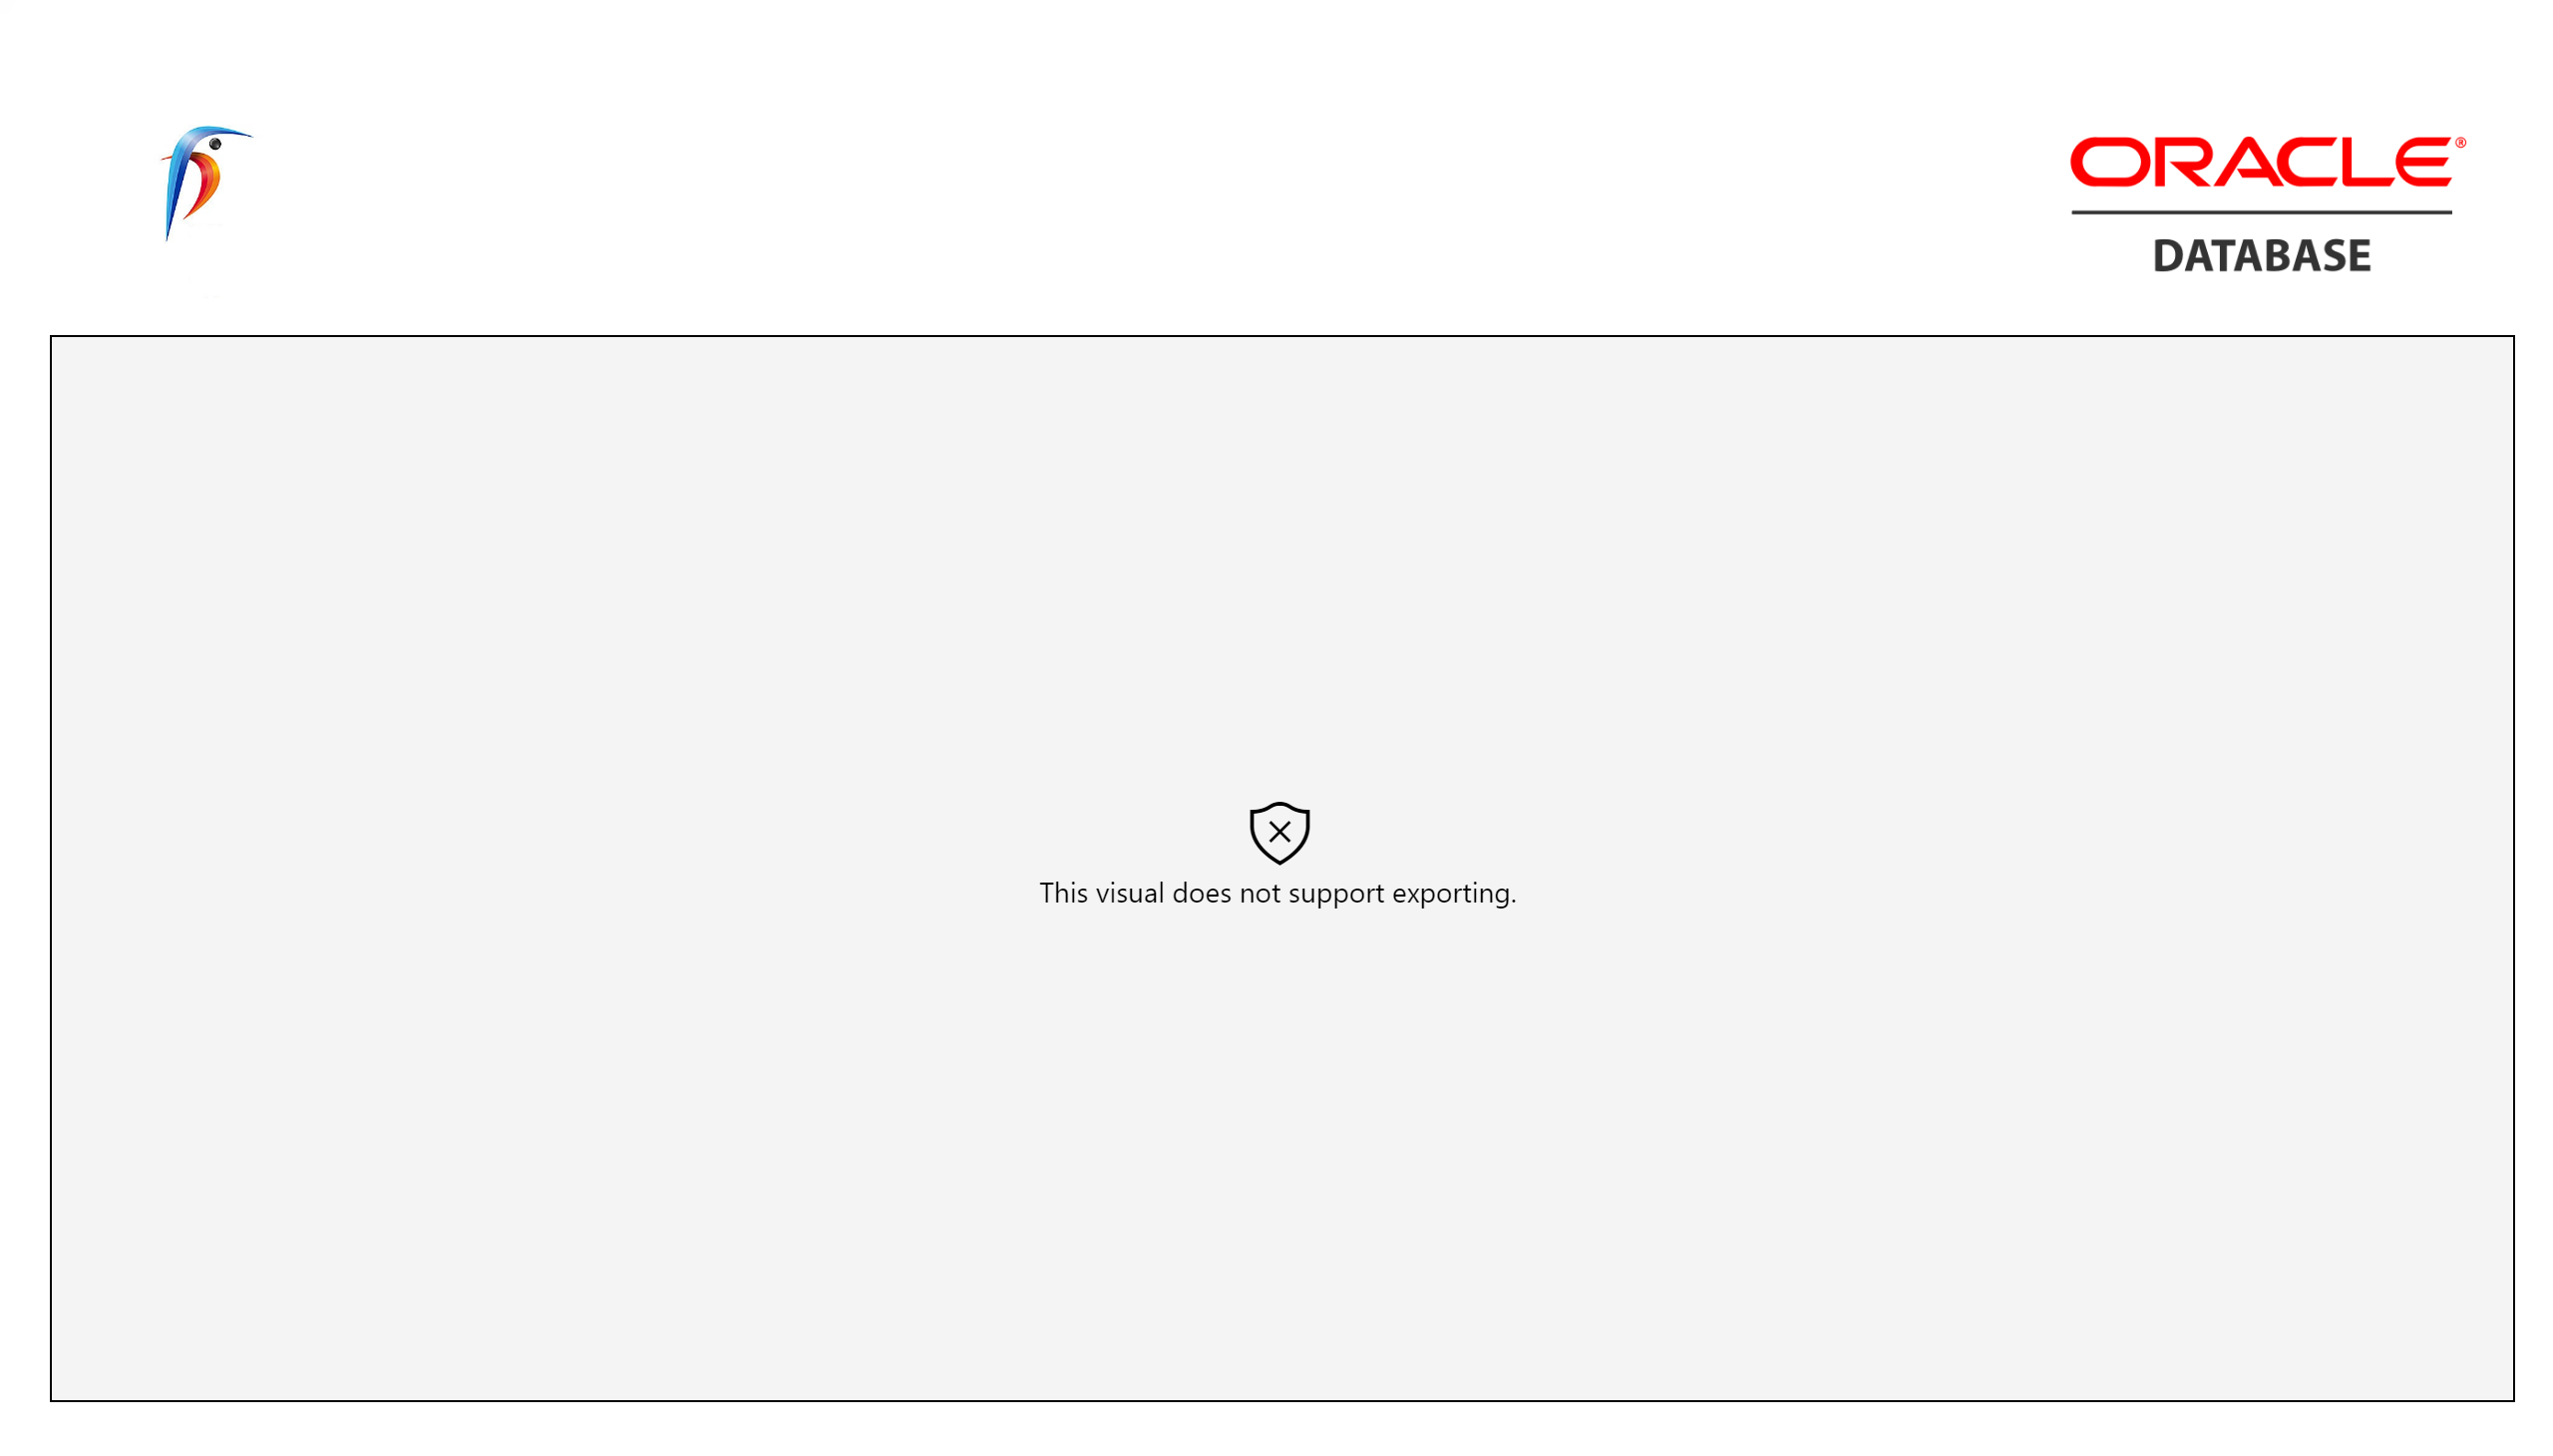 ORACLE®
DATABASE
This visual does not support exporting.